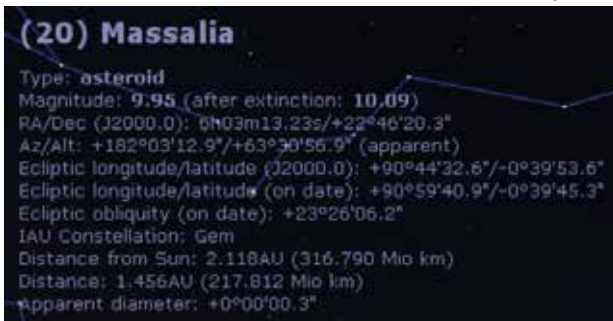 (20) Massalia
Type: asteroid
Magnitude: 9.95 (after extinction: 10.09)
RA/Dec (J2000.0): 6h03m13.23s/+22°46'20.3"
Az/Alt: +182°03'12.9"/+63°30'56.9" (apparent)
Ecliptic longitude/latitude (J2000.0): +90°44'32.6"/-0°39'53.6"
Ecliptic longitude/latitude (on date): +90°59'40.9"/-0°39'45.3"
Ecliptic obliquity (on date): +23°26'06.2"
IAU Constellation: Gem
Distance from Sun: 2.118AU (316.790 Mio km)
Distance: 1.456AU (217.812 Mio km)
Apparent diameter: +0°00'00.3"